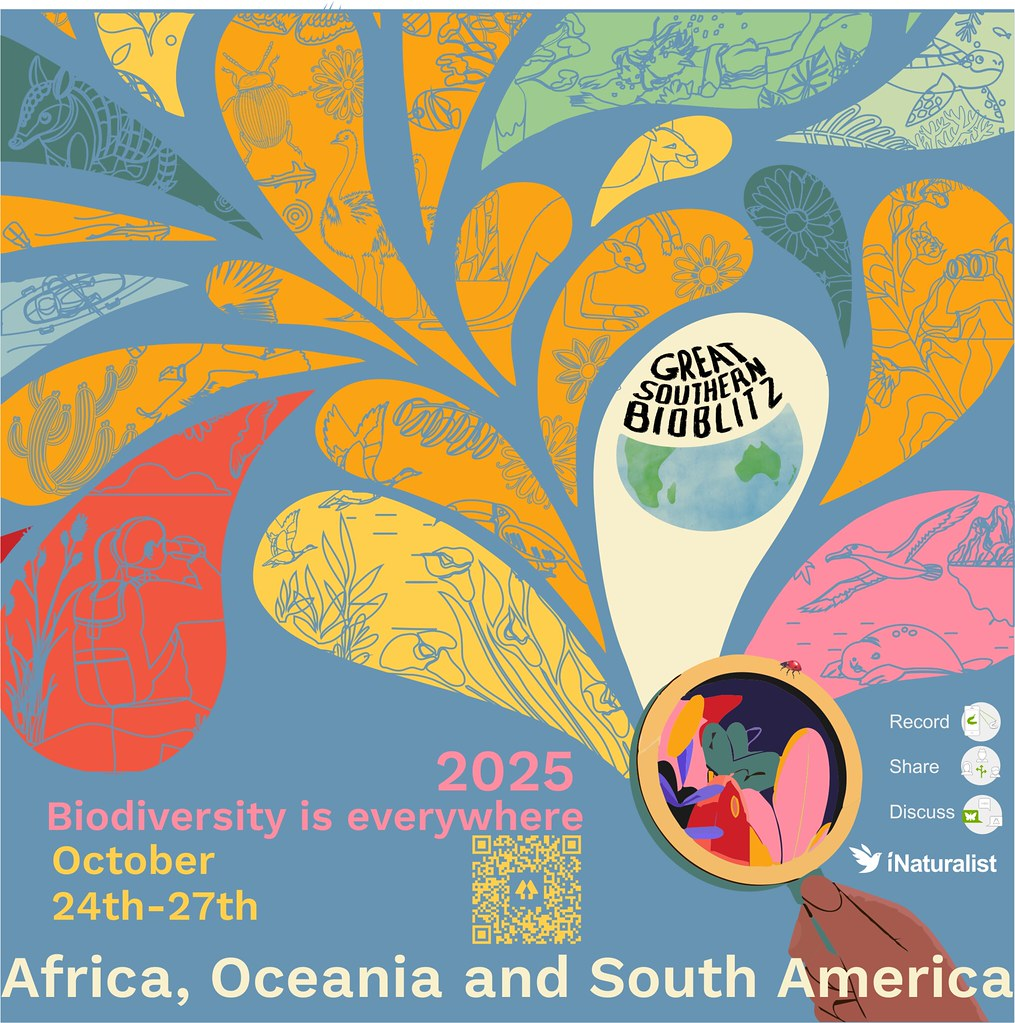 GREAT
SOUTHERN
BIOBLITZ
Record
Share
Discuss
iNaturalist
2025
Biodiversity is everywhere
October
24th-27th
Africa, Oceania and South America